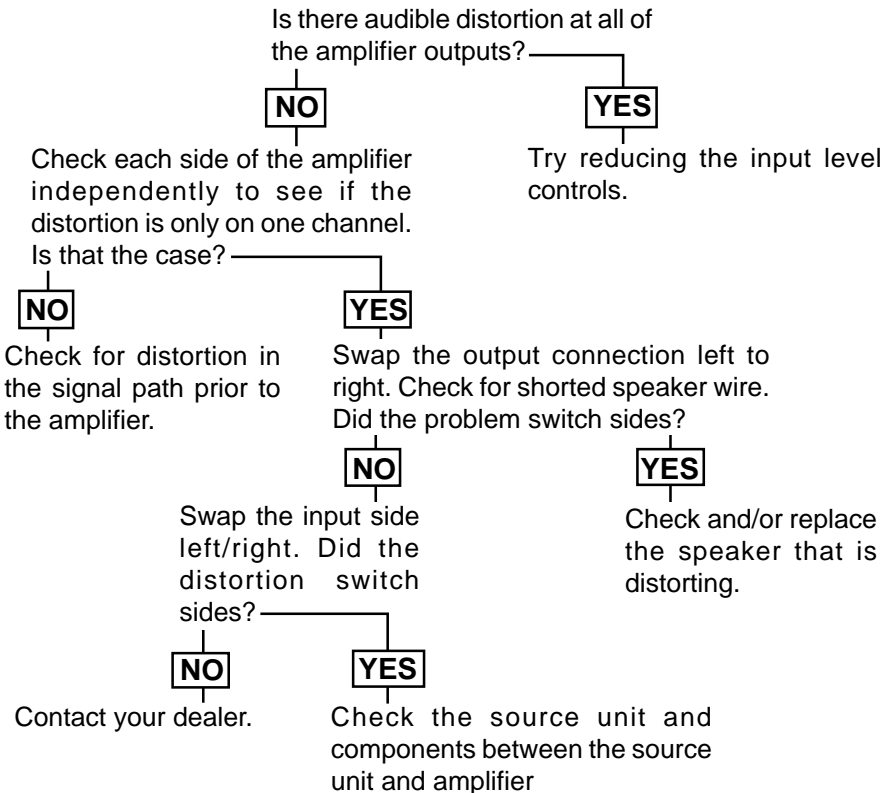 Is there audible distortion at all of
the amplifier outputs?
NO
YES
Check each side of the amplifier
independently to see if the
distortion is only on one channel.
Is that the case?
Try reducing the input level
controls.
NO
YES
Check for distortion in
the signal path prior to
the amplifier.
Swap the output connection left to
right. Check for shorted speaker wire.
Did the problem switch sides?
NO
YES
Swap the input side
left/right. Did the
distortion switch
sides?
Check and/or replace
the speaker that is
distorting.
NO
YES
Contact your dealer.
Check the source unit and
components between the source
unit and amplifier